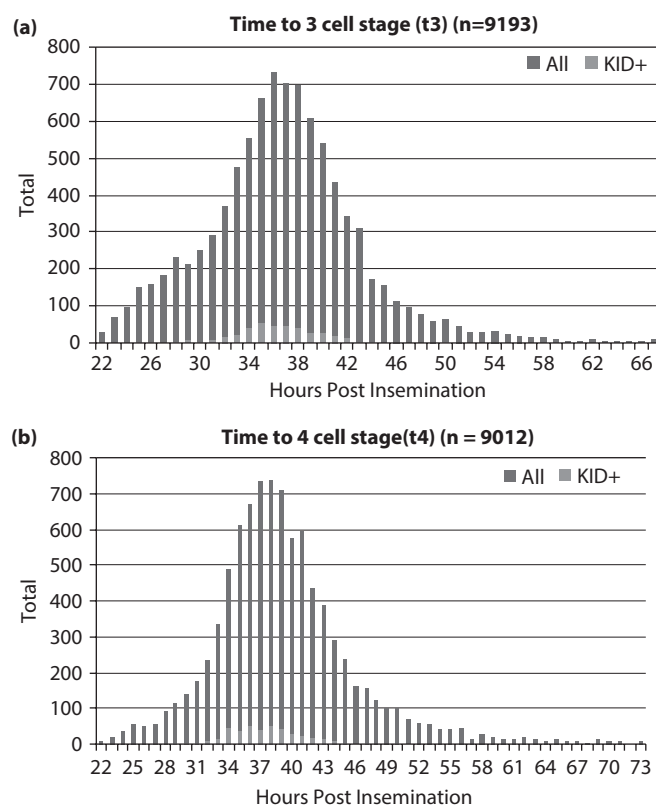 (a) Time to 3 cell stage (t3) (n=9193)
All KID+
800
700
600
500
400
300
200
100
0
Total
22 26 30 34 38 42 46 50 54 58 62 66
Hours Post Insemination
(b) Time to 4 cell stage(t4) (n = 9012)
All KID+
800
700
600
500
400
300
200
100
0
Total
22 25 28 31 34 37 40 43 46 49 52 55 58 61 64 67 70 73
Hours Post Insemination